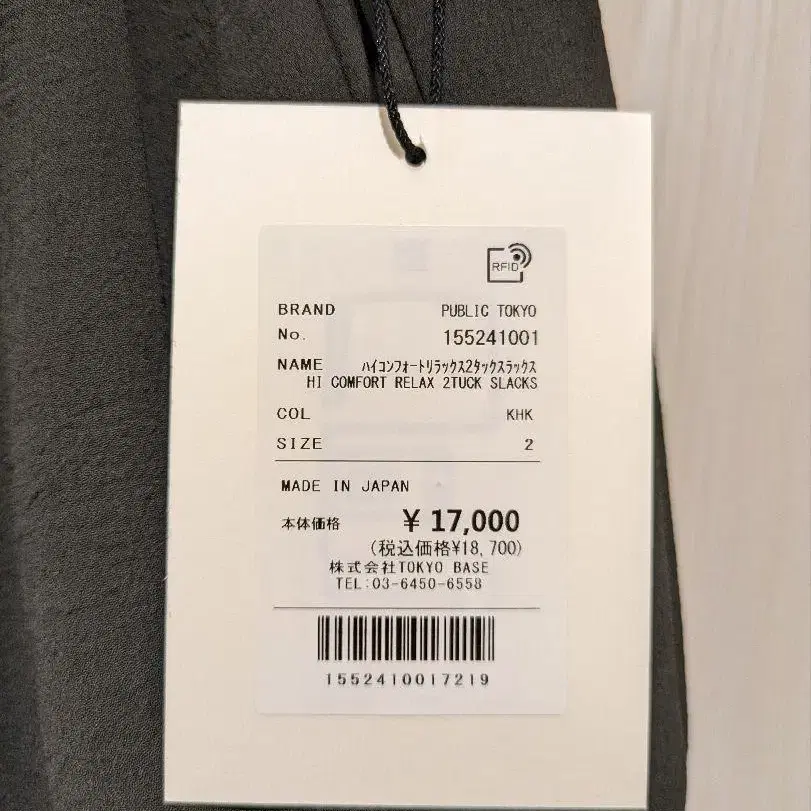 RFID
BRAND PUBLIC TOKYO
No. 155241001
NAME ﾊｲｺﾝﾌｫｰﾄﾘﾗｯｸｽ2ﾀｯｸｽﾗｯｸｽ
HI COMFORT RELAX 2TUCK SLACKS
COL KHK
SIZE 2
MADE IN JAPAN
本体価格 ¥ 17,000
(税込価格¥18,700)
株式会社TOKYO BASE
TEL:03-6450-6558
1552410017219